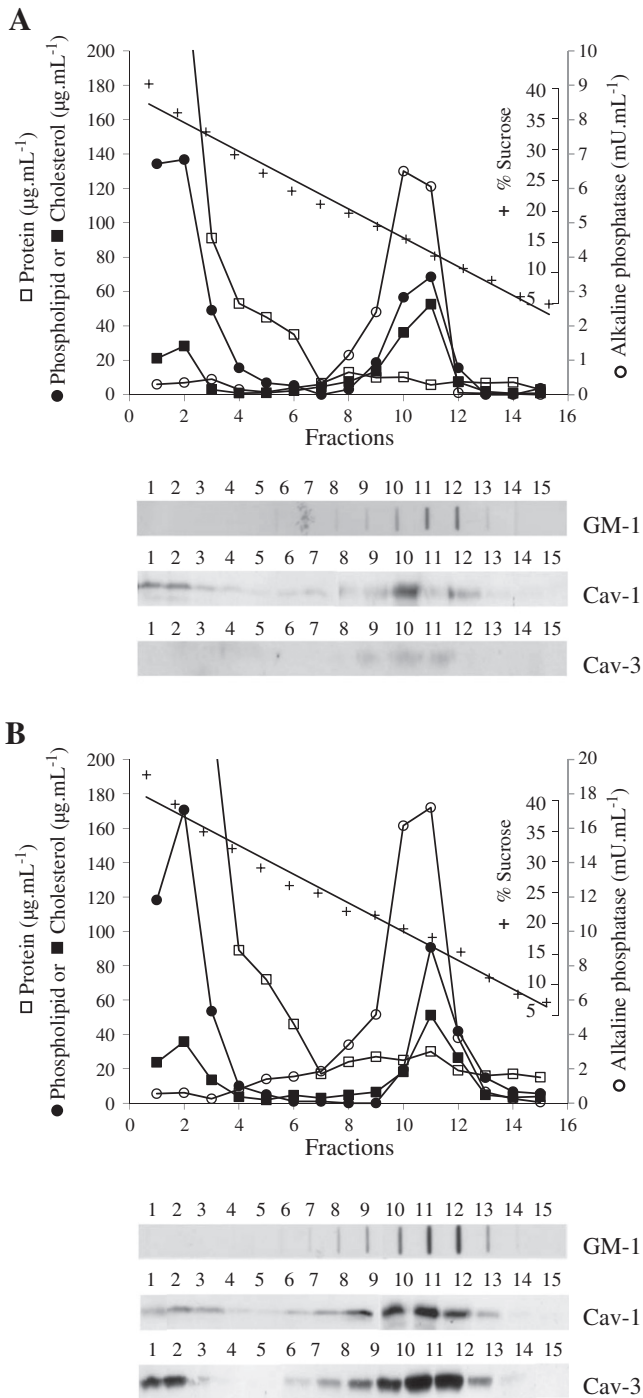 A
200
180
160
140
120
100
80
60
40
20
0
0 2 4 6 8 10 12 14 16
Fractions
□ Protein (µg.mL-1)
● Phospholipid or ■ Cholesterol (µg.mL-1)
+ % Sucrose
40
35
30
25
20
15
10
5
10
9
8
7
6
5
4
3
2
1
0
○ Alkaline phosphatase (mU.mL-1)
1 2 3 4 5 6 7 8 9 10 11 12 13 14 15
GM-1
1 2 3 4 5 6 7 8 9 10 11 12 13 14 15
Cav-1
1 2 3 4 5 6 7 8 9 10 11 12 13 14 15
Cav-3
B
200
180
160
140
120
100
80
60
40
20
0
0 2 4 6 8 10 12 14 16
Fractions
□ Protein (µg.mL-1)
● Phospholipid or ■ Cholesterol (µg.mL-1)
+ % Sucrose
40
35
30
25
20
15
10
5
20
18
16
14
12
10
8
6
4
2
0
○ Alkaline phosphatase (mU.mL-1)
1 2 3 4 5 6 7 8 9 10 11 12 13 14 15
GM-1
1 2 3 4 5 6 7 8 9 10 11 12 13 14 15
Cav-1
1 2 3 4 5 6 7 8 9 10 11 12 13 14 15
Cav-3